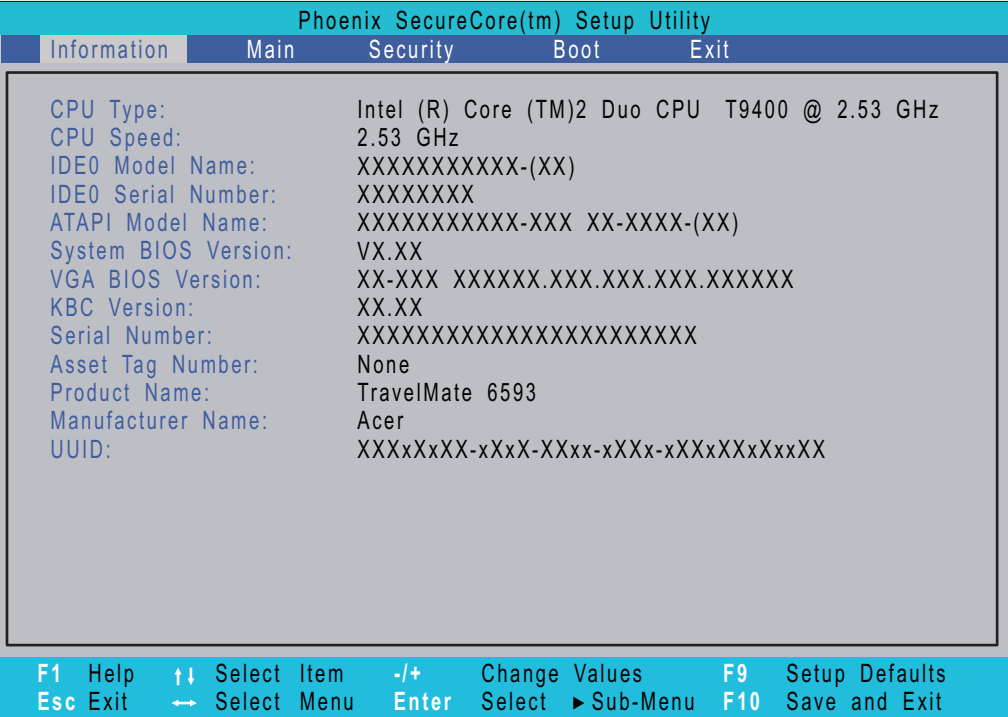 Phoenix SecureCore(tm) Setup Utility
Information Main Security Boot Exit
CPU Type: Intel (R) Core (TM)2 Duo CPU T9400 @ 2.53 GHz
CPU Speed: 2.53 GHz
IDE0 Model Name: XXXXXXXXXXX-(XX)
IDE0 Serial Number: XXXXXXXX
ATAPI Model Name: XXXXXXXXXXX-XXX XX-XXXX-(XX)
System BIOS Version: VX.XX
VGA BIOS Version: XX-XXX XXXXXX.XXX.XXX.XXX.XXXXXX
KBC Version: XX.XX
Serial Number: XXXXXXXXXXXXXXXXXXXXXXX
Asset Tag Number: None
Product Name: TravelMate 6593
Manufacturer Name: Acer
UUID: XXXxXxXX-xXxX-XXxx-xXXx-xXXxXXxXxxXX
F1 Help ↑↓ Select Item -/+ Change Values F9 Setup Defaults
Esc Exit ↔ Select Menu Enter Select ▶ Sub-Menu F10 Save and Exit